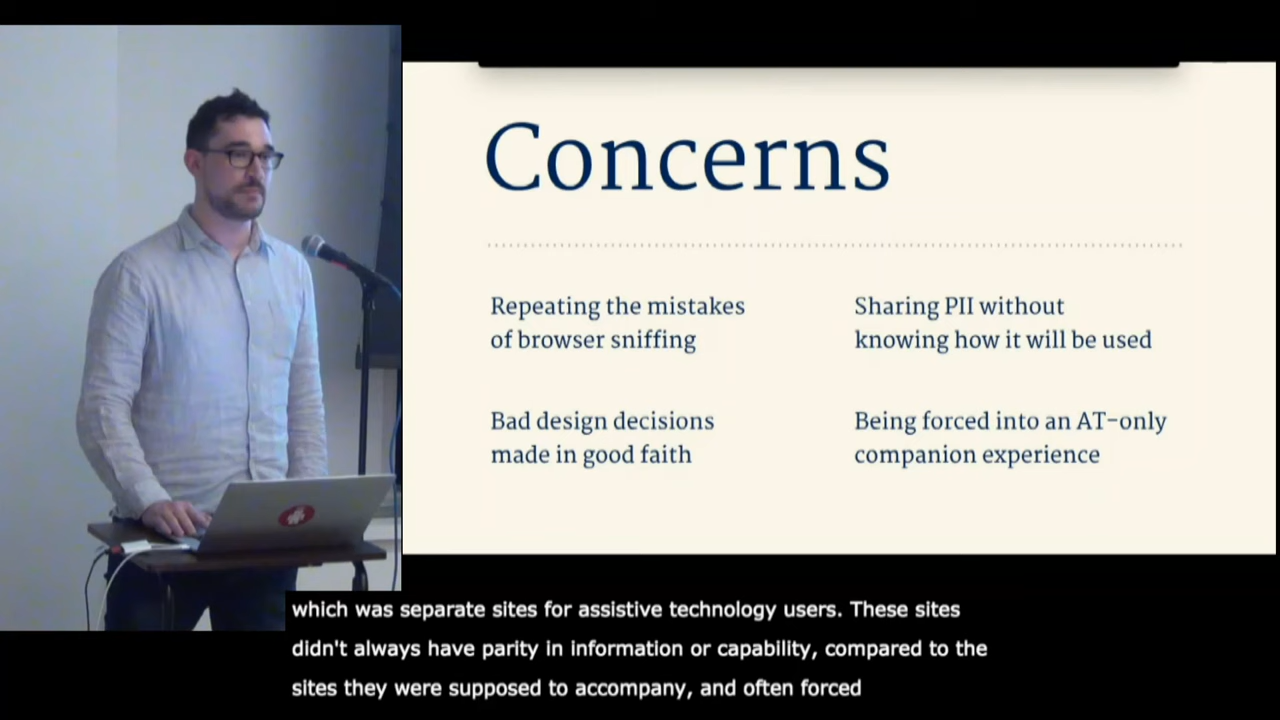 Concerns
Repeating the mistakes
of browser sniffing
Sharing PII without
knowing how it will be used
Bad design decisions
made in good faith
Being forced into an AT-only
companion experience
which was separate sites for assistive technology users. These sites
didn't always have parity in information or capability, compared to the
sites they were supposed to accompany, and often forced